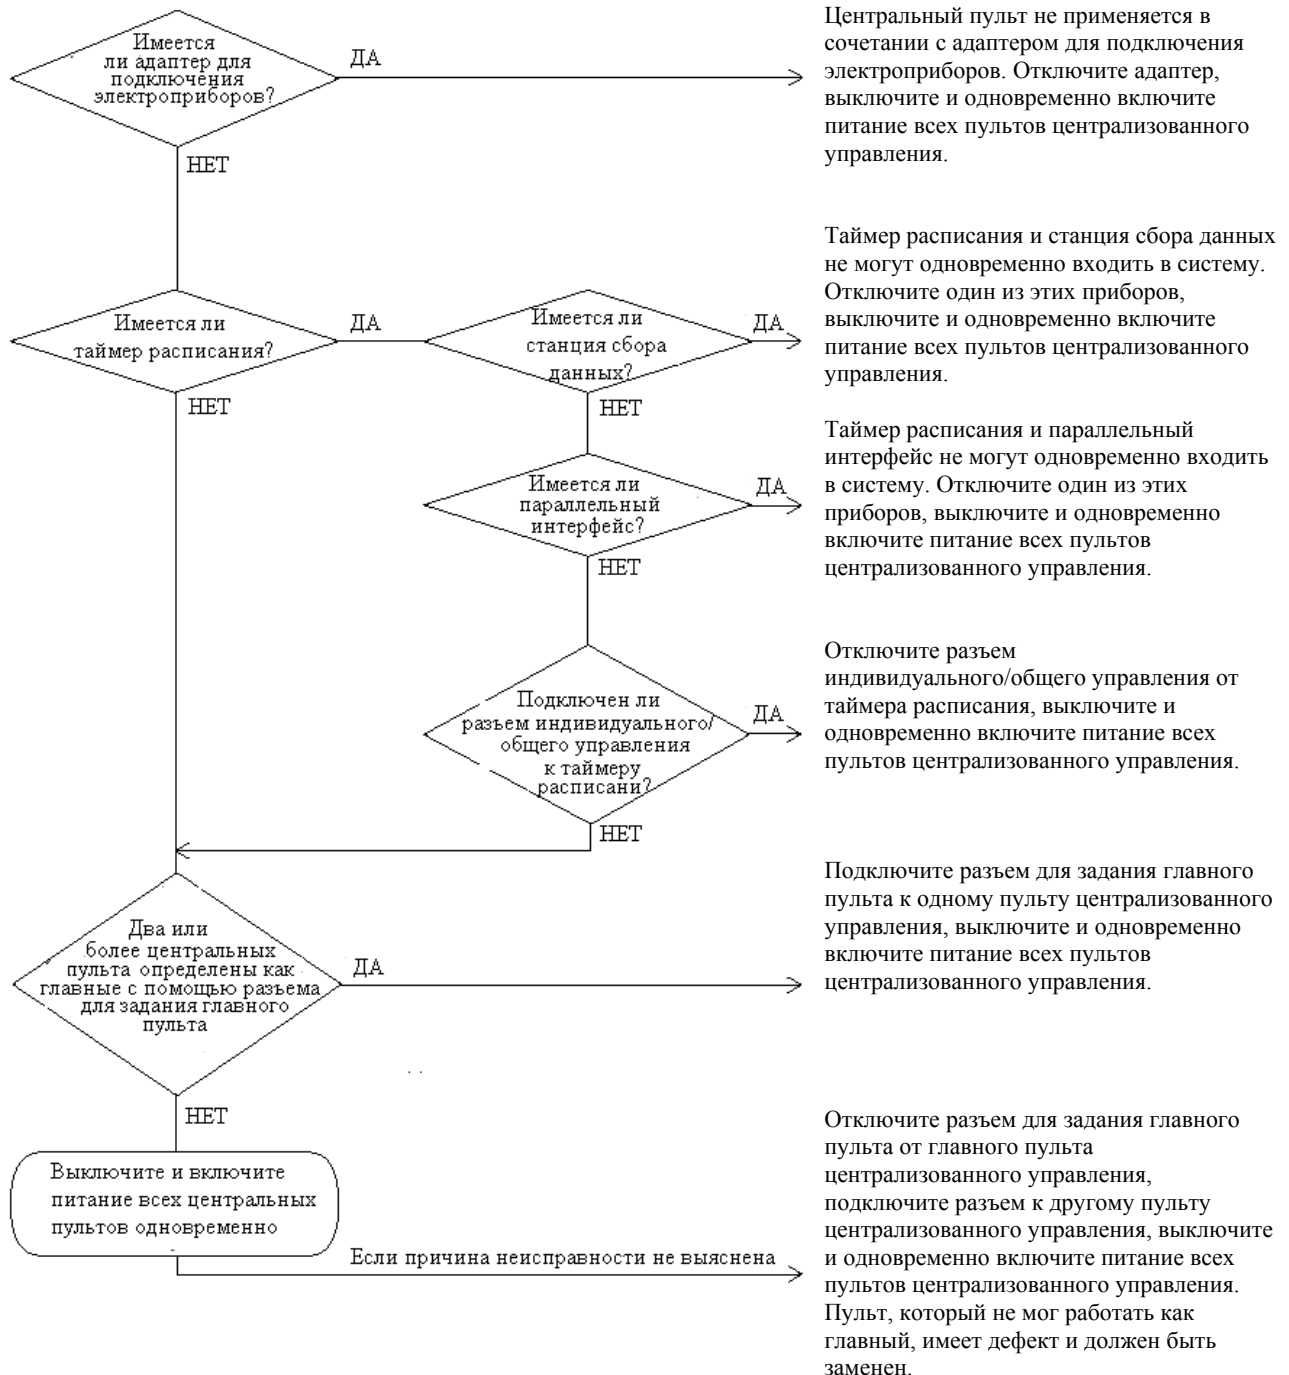 Имеется
ли адаптер для
подключения
электроприборов?
ДА
Центральный пульт не применяется в
сочетании с адаптером для подключения
электроприборов. Отключите адаптер,
выключите и одновременно включите
питание всех пультов централизованного
управления.
НЕТ
Имеется ли
таймер расписания?
ДА
Имеется ли
станция сбора
данных?
ДА
Таймер расписания и станция сбора данных
не могут одновременно входить в систему.
Отключите один из этих приборов,
выключите и одновременно включите
питание всех пультов централизованного
управления.
НЕТ
НЕТ
Имеется ли
параллельный
интерфейс?
ДА
Таймер расписания и параллельный
интерфейс не могут одновременно входить
в систему. Отключите один из этих
приборов, выключите и одновременно
включите питание всех пультов
централизованного управления.
НЕТ
Подключен ли
разъем индивидуального/
общего управления
к таймеру
расписани?
ДА
Отключите разъем
индивидуального/общего управления от
таймера расписания, выключите и
одновременно включите питание всех
пультов централизованного управления.
НЕТ
Два или
более центральных
пульта определены как
главные с помощью разъема
для задания главного
пульта
ДА
Подключите разъем для задания главного
пульта к одному пульту централизованного
управления, выключите и одновременно
включите питание всех пультов
централизованного управления.
НЕТ
Выключите и включите
питание всех центральных
пультов одновременно
Если причина неисправности не выяснена
Отключите разъем для задания главного
пульта от главного пульта
централизованного управления,
подключите разъем к другому пульту
централизованного управления, выключите
и одновременно включите питание всех
пультов централизованного управления.
Пульт, который не мог работать как
главный, имеет дефект и должен быть
заменен.